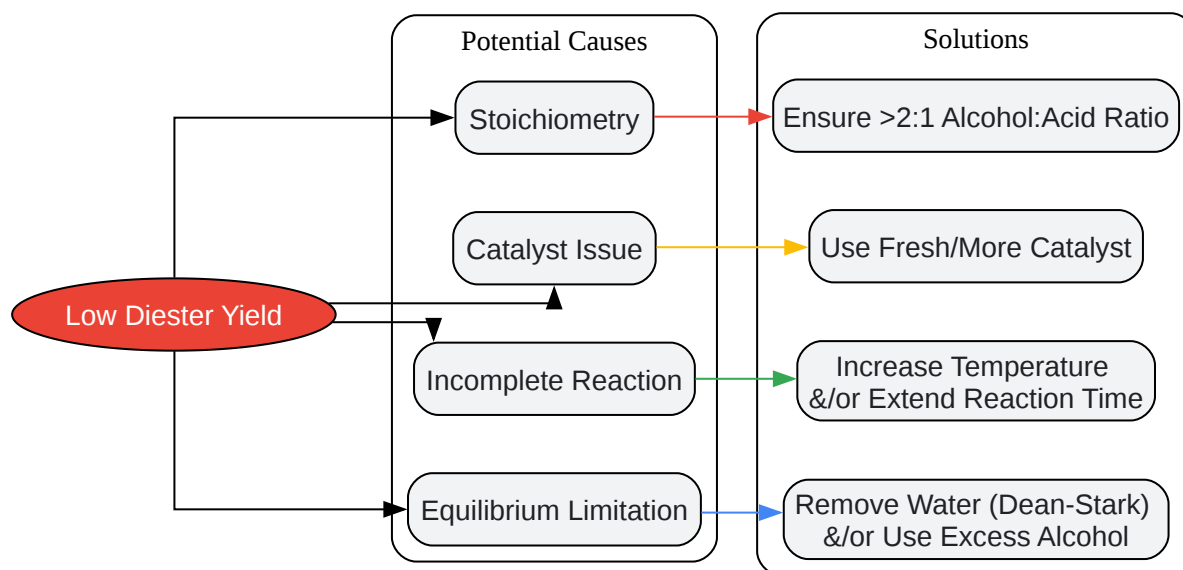 Potential Causes
Solutions
Stoichiometry
Ensure >2:1 Alcohol:Acid Ratio
Catalyst Issue
Use Fresh/More Catalyst
Low Diester Yield
Incomplete Reaction
Increase Temperature
&/or Extend Reaction Time
Equilibrium Limitation
Remove Water (Dean-Stark)
&/or Use Excess Alcohol